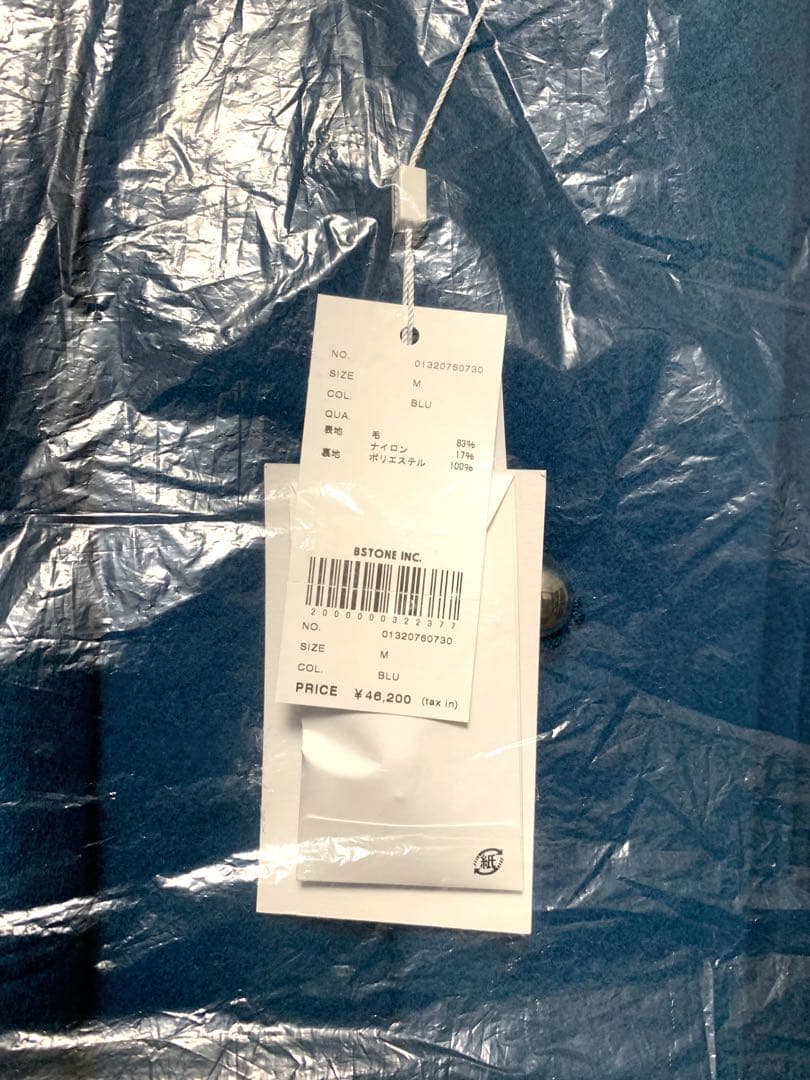 NO. 01320760730
SIZE M
COL. BLU
QUA.
表地 毛 83%
ナイロン 17%
裏地 ポリエステル 100%
BSTONE INC.
2000000322377
NO. 01320760730
SIZE M
COL. BLU
PRICE ¥46,200 (tax in)
紙